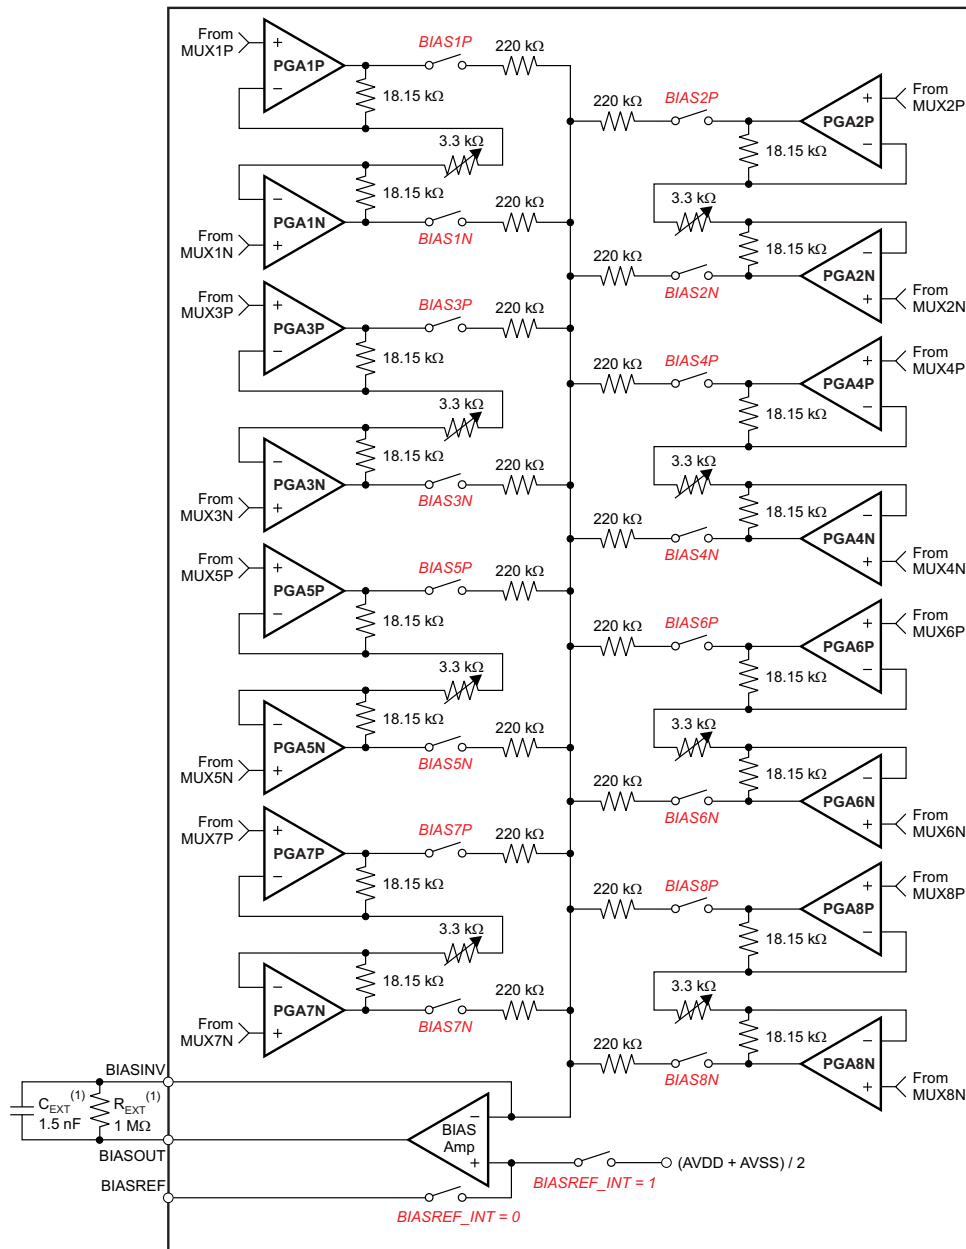 From
MUX1P
+
PGA1P
−
BIAS1P
220 kΩ
18.15 kΩ
3.3 kΩ
−
PGA1N
+
From
MUX1N
18.15 kΩ
BIAS1N
220 kΩ
220 kΩ
BIAS2P
+
PGA2P
−
From
MUX2P
18.15 kΩ
3.3 kΩ
18.15 kΩ
220 kΩ
BIAS2N
−
PGA2N
+
From
MUX2N
From
MUX3P
+
PGA3P
−
BIAS3P
220 kΩ
18.15 kΩ
3.3 kΩ
−
PGA3N
+
From
MUX3N
18.15 kΩ
BIAS3N
220 kΩ
220 kΩ
BIAS4P
+
PGA4P
−
From
MUX4P
18.15 kΩ
3.3 kΩ
18.15 kΩ
220 kΩ
BIAS4N
−
PGA4N
+
From
MUX4N
From
MUX5P
+
PGA5P
−
BIAS5P
220 kΩ
18.15 kΩ
3.3 kΩ
−
PGA5N
+
From
MUX5N
18.15 kΩ
BIAS5N
220 kΩ
220 kΩ
BIAS6P
+
PGA6P
−
From
MUX6P
18.15 kΩ
3.3 kΩ
18.15 kΩ
220 kΩ
BIAS6N
−
PGA6N
+
From
MUX6N
From
MUX7P
+
PGA7P
−
BIAS7P
220 kΩ
18.15 kΩ
3.3 kΩ
−
PGA7N
+
From
MUX7N
18.15 kΩ
BIAS7N
220 kΩ
220 kΩ
BIAS8P
+
PGA8P
−
From
MUX8P
18.15 kΩ
3.3 kΩ
18.15 kΩ
220 kΩ
BIAS8N
−
PGA8N
+
From
MUX8N
BIASINV
C_EXT (1)
1.5 nF
R_EXT (1)
1 MΩ
BIASOUT
BIASREF
−
BIAS
Amp
+
(AVDD + AVSS) / 2
BIASREF_INT = 1
BIASREF_INT = 0